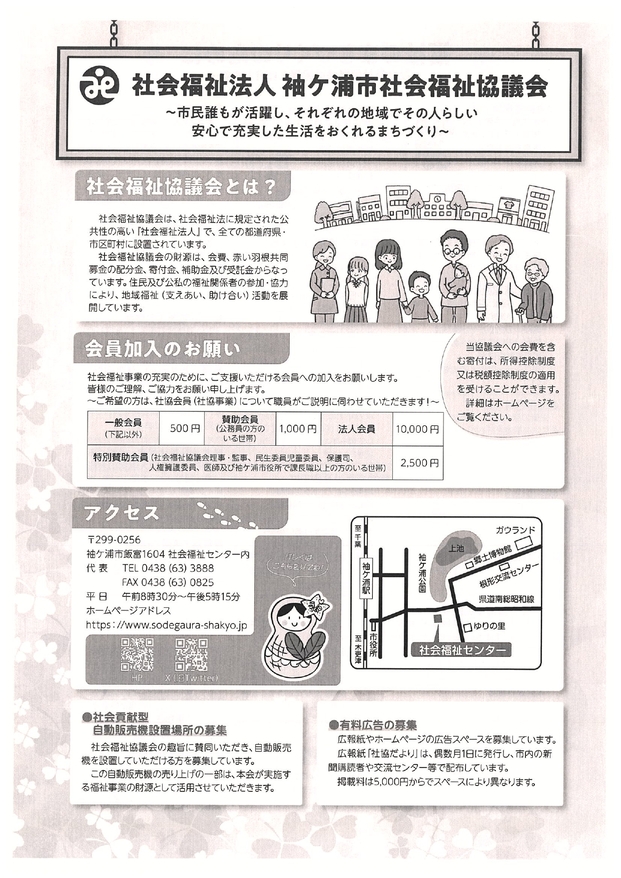 社会福祉法人 袖ケ浦市社会福祉協議会
～市民誰もが活躍し、それぞれの地域でその人らしい
安心で充実した生活をおくれるまちづくり～
社会福祉協議会とは？
社会福祉協議会は、社会福祉法に規定された公
共性の高い「社会福祉法人」で、全ての都道府県・
市区町村に設置されています。
社会福祉協議会の財源は、会費、赤い羽根共同
募金の配分金、寄付金、補助金及び受託金からなっ
ています。住民及び公私の福祉関係者の参加・協力
により、地域福祉（支えあい、助け合い）活動を展
開しています。
会員加入のお願い
社会福祉事業の充実のために、ご支援いただける会員への加入をお願いします。
皆様のご理解、ご協力をお願い申し上げます。
～ご希望の方は、社協会員（社協事業）について職員がご説明に伺わせていただきます！～
当協議会への会費を含
む寄付は、所得控除制度
又は税額控除制度の適用
を受けることができます。
詳細はホームページを
ご覧ください。
一般会員
（下記以外）
500円
賛助会員
（公務員の方の
いる世帯）
1,000円
法人会員
10,000円
特別賛助会員（社会福祉協議会理事・監事、民生委員児童委員、保護司、
人権擁護委員、医師及び袖ケ浦市役所で課長職以上の方のいる世帯）
2,500円
アクセス
〒299-0256
袖ケ浦市飯富1604 社会福祉センター内
代 表 TEL 0438 (63) 3888
FAX 0438 (63) 0825
平 日 午前8時30分～午後5時15分
ホームページアドレス
https://www.sodegaura-shakyo.jp
HP
X(旧Twitter)
至千葉
袖ケ浦駅
至木更津
市役所
袖ケ浦公園
上池
ガウランド
郷土博物館
根形交流センター
県道南総昭和線
ゆりの里
社会福祉センター
●社会貢献型
自動販売機設置場所の募集
社会福祉協議会の趣旨に賛同いただき、自動販売
機を設置していただける方を募集しています。
この自動販売機の売り上げの一部は、本会が実施す
る福祉事業の財源として活用させていただきます。
●有料広告の募集
広報紙やホームページの広告スペースを募集しています。
広報紙「社協だより」は、偶数月1日に発行し、市内の新
聞購読者や交流センター等で配布しています。
掲載料は5,000円からでスペースにより異なります。